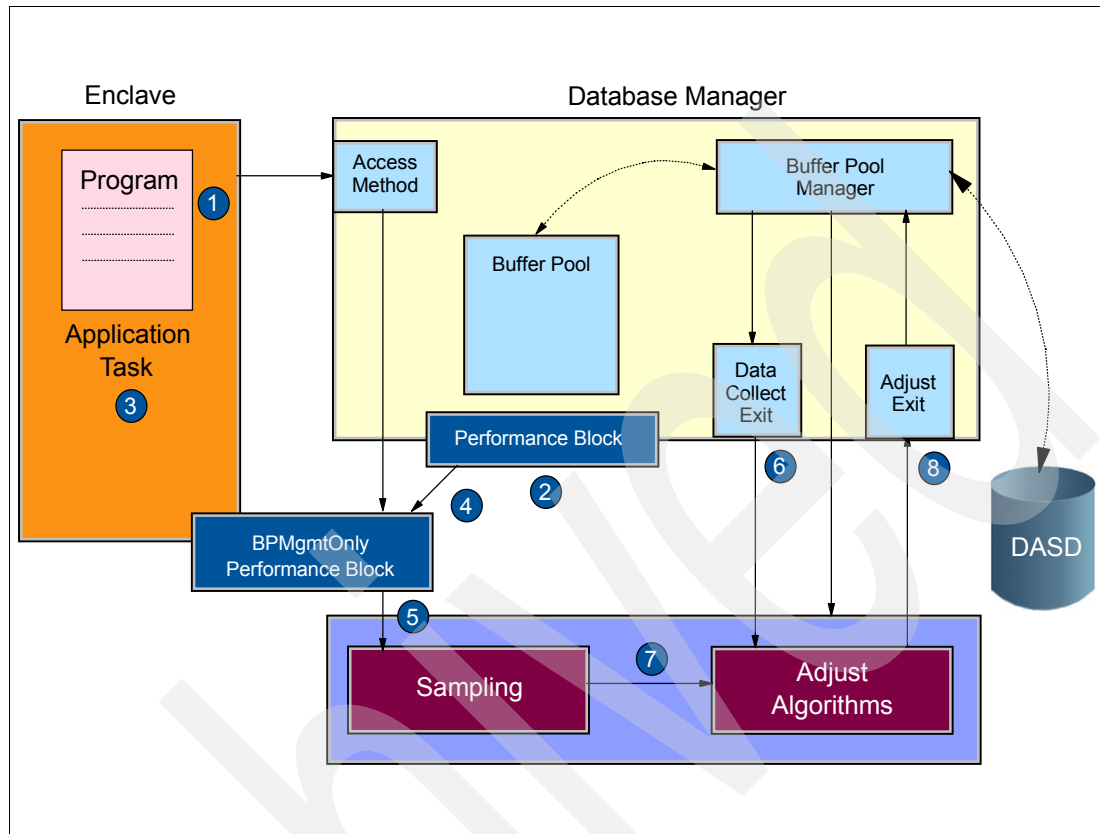 Enclave
Database Manager
Program
1
Application
Task
3
Access
Method
Buffer Pool
Manager
Buffer Pool
Data
Collect
Exit
Adjust
Exit
Performance Block
2
4
6
8
DASD
BPMgmtOnly
Performance Block
5
Sampling
7
Adjust
Algorithms